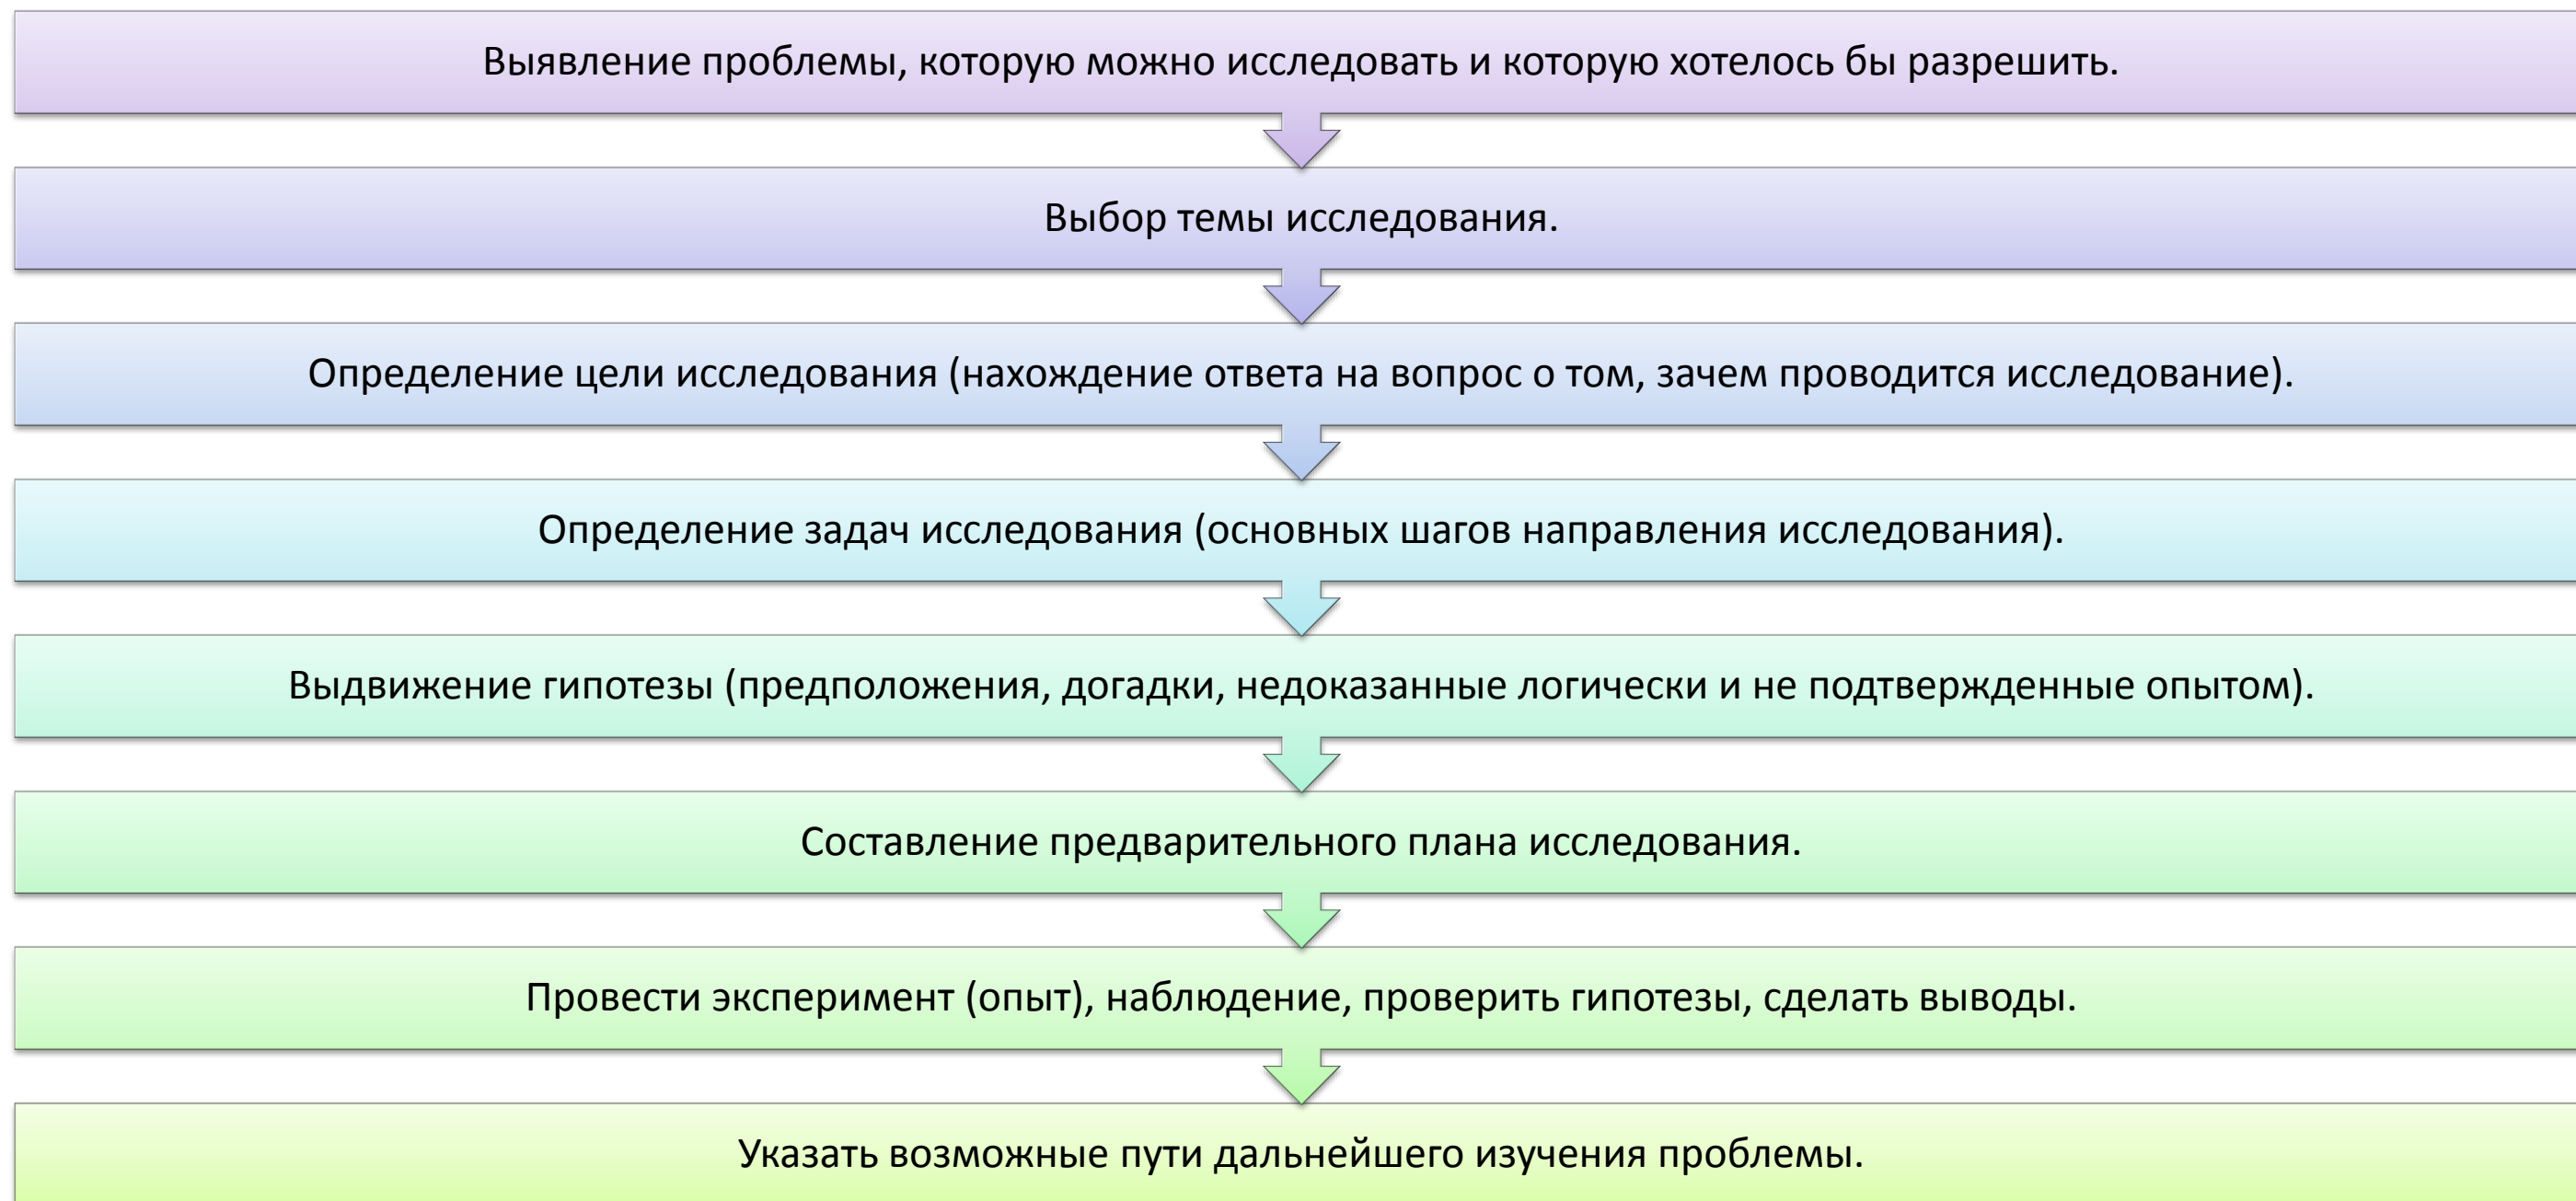 Выявление проблемы, которую можно исследовать и которую хотелось бы разрешить.
Выбор темы исследования.
Определение цели исследования (нахождение ответа на вопрос о том, зачем проводится исследование).
Определение задач исследования (основных шагов направления исследования).
Выдвижение гипотезы (предположения, догадки, недоказанные логически и не подтвержденные опытом).
Составление предварительного плана исследования.
Провести эксперимент (опыт), наблюдение, проверить гипотезы, сделать выводы.
Указать возможные пути дальнейшего изучения проблемы.